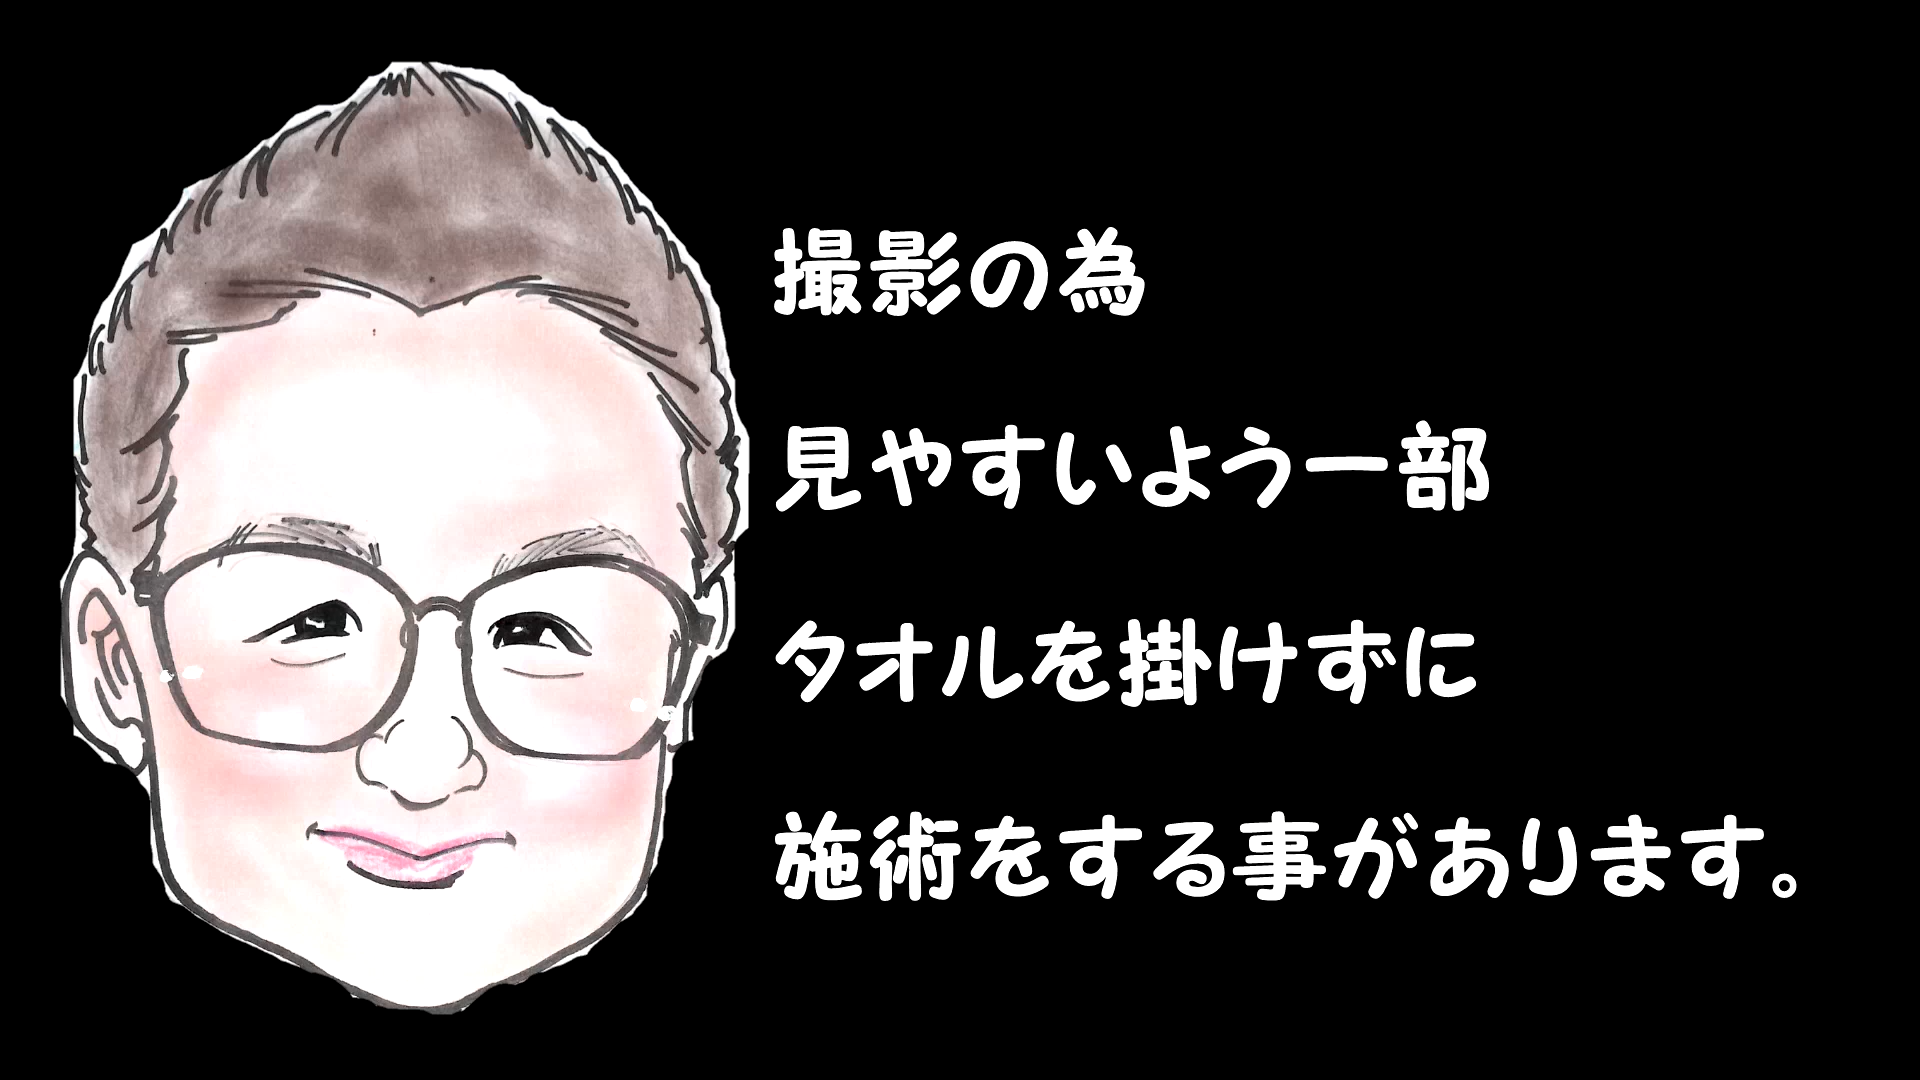 撮影の為
見やすいよう一部
タオルを掛けずに
施術をする事があります。